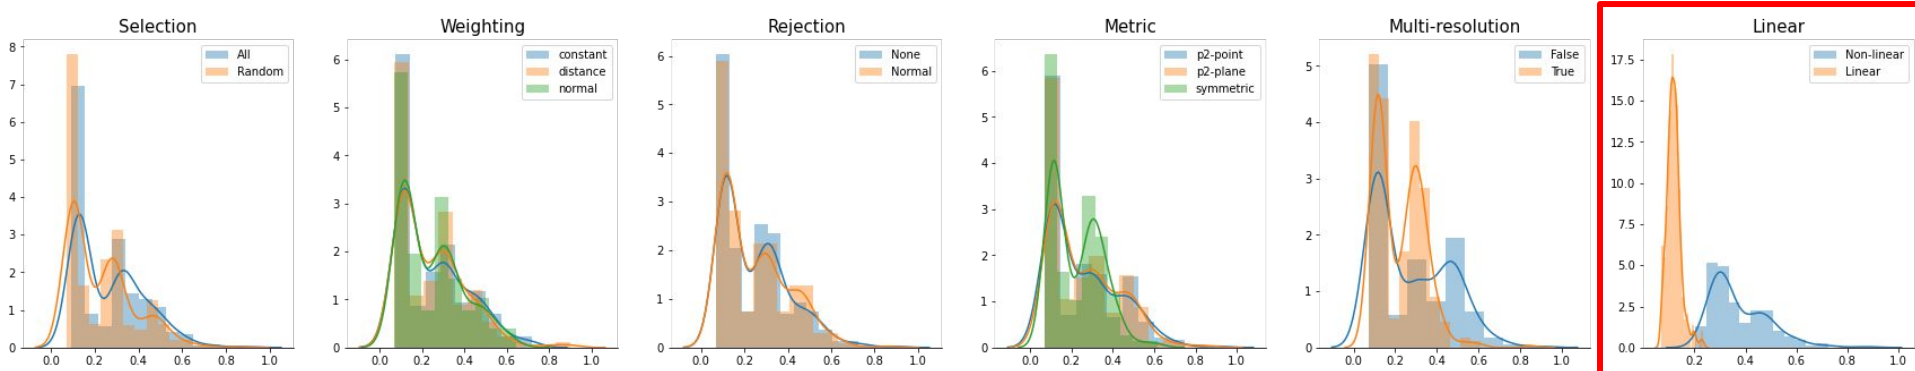 Selection
All
Random
8
7
6
5
4
3
2
1
0
0.0 0.2 0.4 0.6 0.8 1.0
Weighting
constant
distance
normal
6
5
4
3
2
1
0
0.0 0.2 0.4 0.6 0.8 1.0
Rejection
None
Normal
6
5
4
3
2
1
0
0.0 0.2 0.4 0.6 0.8 1.0
Metric
p2-point
p2-plane
symmetric
6
5
4
3
2
1
0
0.0 0.2 0.4 0.6 0.8 1.0
Multi-resolution
False
True
5
4
3
2
1
0
0.0 0.2 0.4 0.6 0.8 1.0
Linear
Non-linear
Linear
17.5
15.0
12.5
10.0
7.5
5.0
2.5
0.0
0.2 0.4 0.6 0.8 1.0